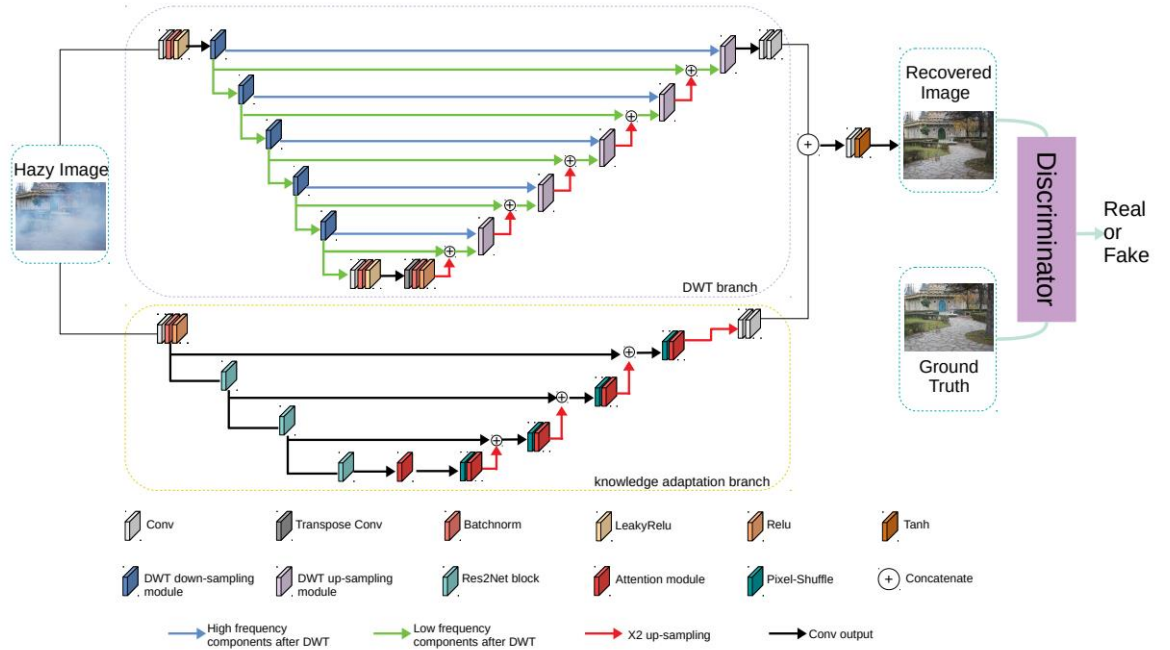 Hazy Image
DWT branch
knowledge adaptation branch
+
Recovered
Image
Ground
Truth
Discriminator
Real
or
Fake
Conv
Transpose Conv
Batchnorm
LeakyRelu
Relu
Tanh
DWT down-sampling
module
DWT up-sampling
module
Res2Net block
Attention module
Pixel-Shuffle
Concatenate
High frequency
components after DWT
Low frequency
components after DWT
X2 up-sampling
Conv output